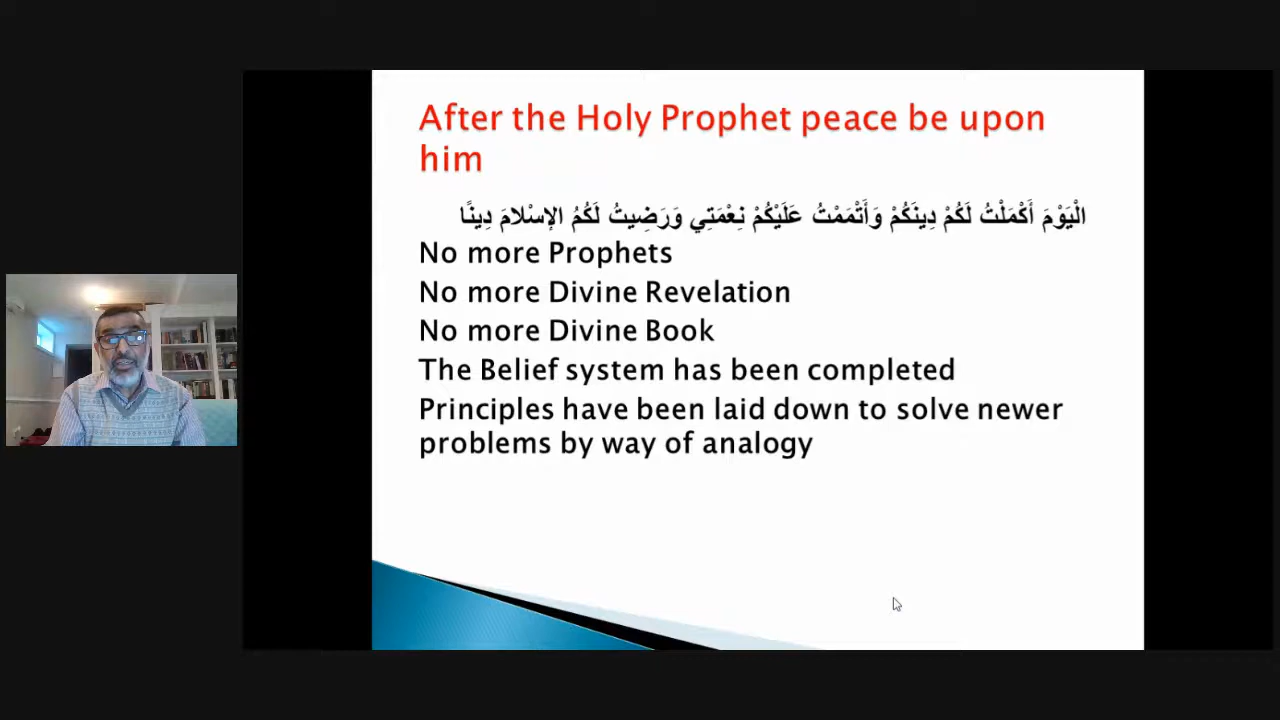 After the Holy Prophet peace be upon
him
الْيَوْمَ أَكْمَلْتُ لَكُمْ دِينَكُمْ وَأَتْمَمْتُ عَلَيْكُمْ نِعْمَتِي وَرَضِيتُ لَكُمُ الإِسْلامَ دِينًا
No more Prophets
No more Divine Revelation
No more Divine Book
The Belief system has been completed
Principles have been laid down to solve newer
problems by way of analogy